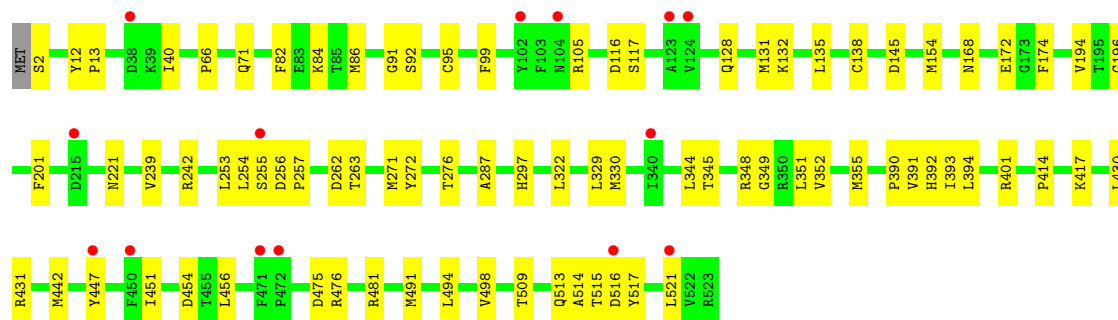 MET S2 Y12 P13 D38 K39 I40 P66 Q71 F82 E83 K84 T85 M86 G91 S92 C95 F99 Y102 F103 N104 R105 D116 S117 A123 V124 Q128 M131 K132 L135 C138 D145 M154 N168 E172 G173 F174 V194 T195 C196
F201 D215 N221 V239 R242 L253 L254 S255 D256 P257 D262 T263 M271 Y272 T276 A287 H297 L322 L329 M330 I340 L344 T345 R348 G349 R350 L351 V352 M355 P390 V391 H392 I393 L394 R401 P414 K417 L430
R431 M442 Y447 F450 I451 D454 T455 L456 F471 P472 D475 R476 R481 M491 L494 V498 T509 Q513 A514 T515 D516 Y517 L521 V522 R523